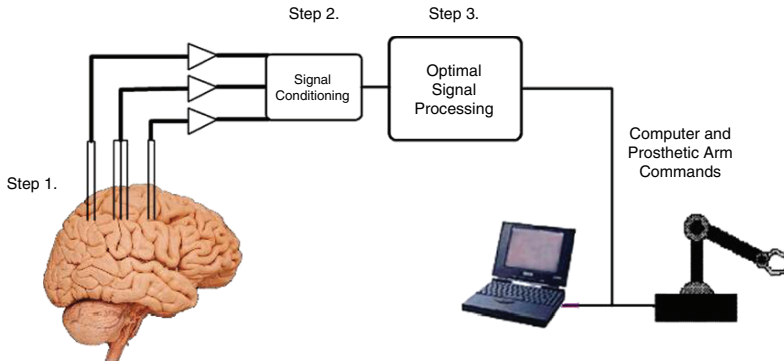 Step 2.
Step 3.
Signal
Conditioning
Optimal
Signal
Processing
Computer and
Prosthetic Arm
Commands
Step 1.